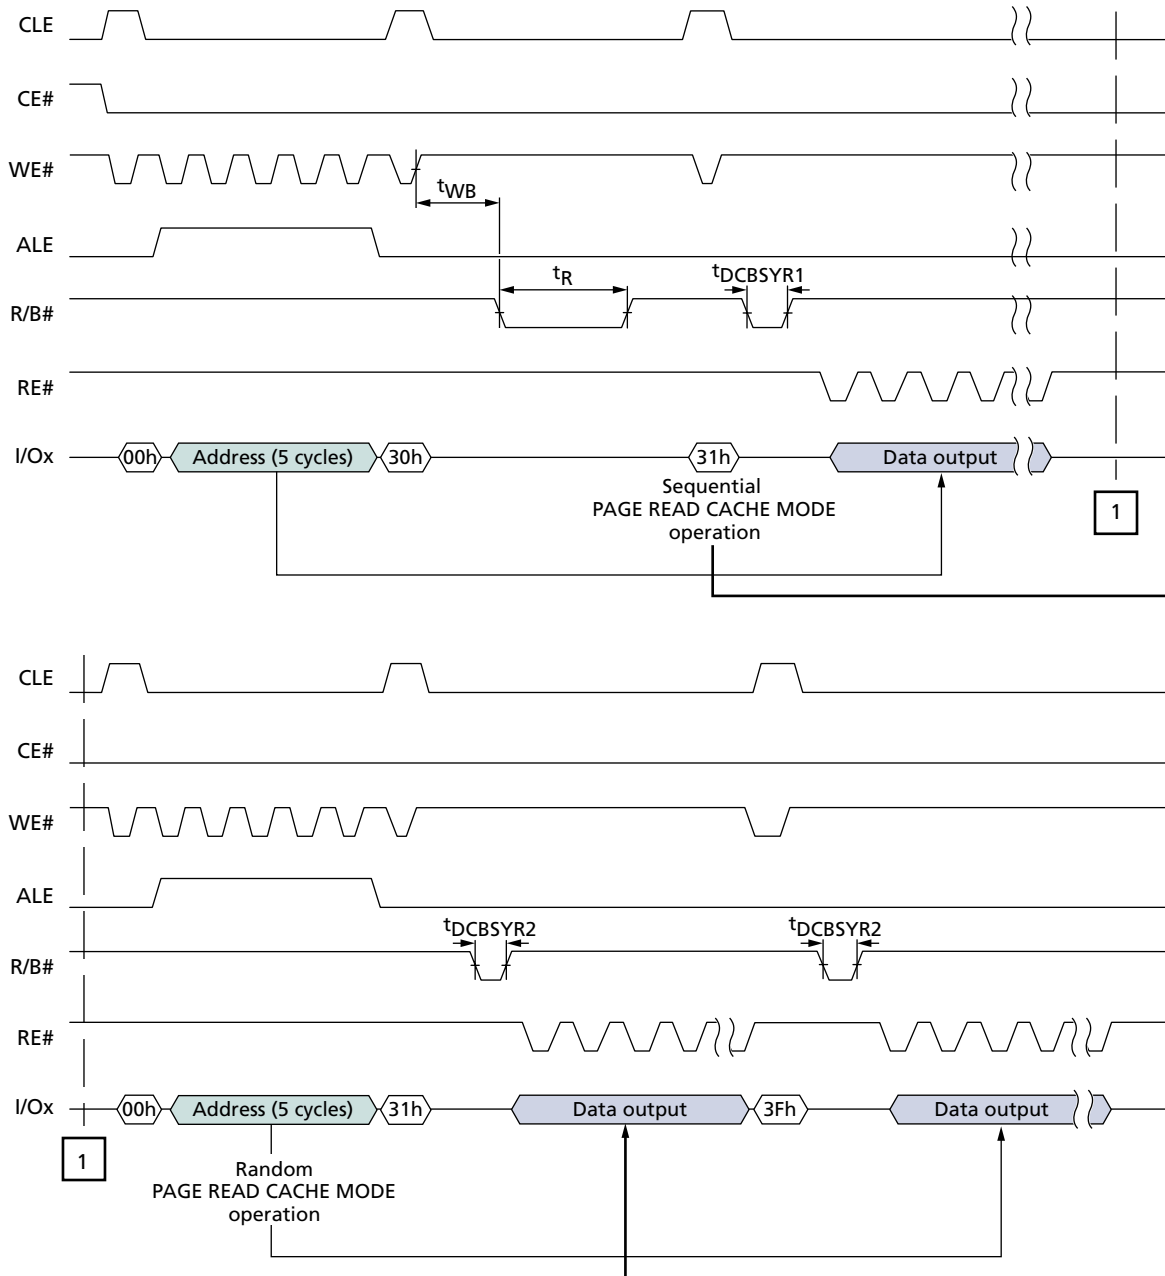 CLE
CE#
WE#
tWB
ALE
tR
tDCBSYR1
R/B#
RE#
I/Ox
00h
Address (5 cycles)
30h
31h
Data output
Sequential
PAGE READ CACHE MODE
operation
1
CLE
CE#
WE#
ALE
tDCBSYR2
tDCBSYR2
R/B#
RE#
I/Ox
00h
Address (5 cycles)
31h
Data output
3Fh
Data output
1
Random
PAGE READ CACHE MODE
operation